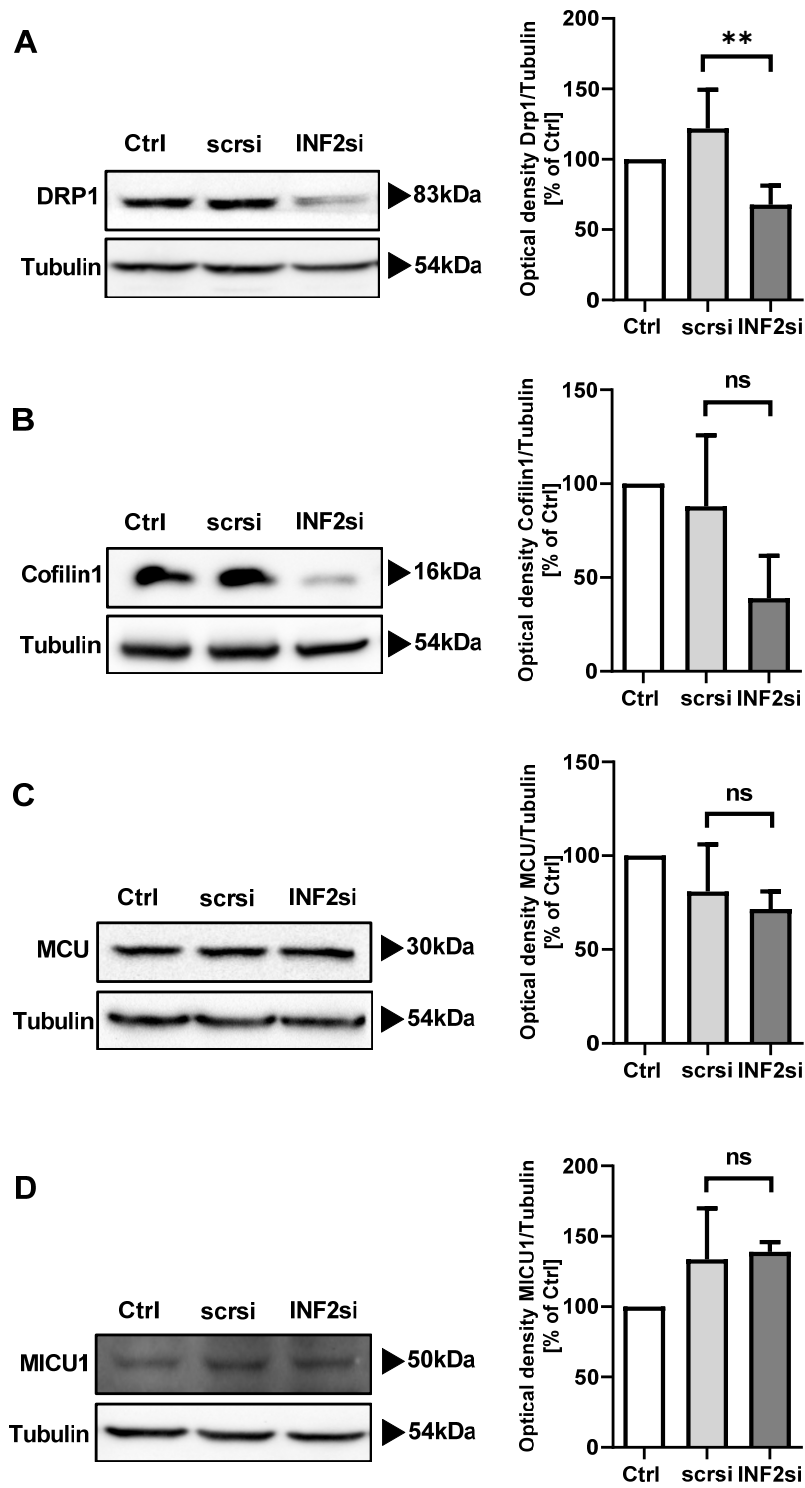 A
Ctrl scrsi INF2si
DRP1 83kDa
Tubulin 54kDa
Optical density Drp1/Tubulin
[% of Ctrl]
200
150
100
50
0
**
Ctrl scrsi INF2si
B
Ctrl scrsi INF2si
Cofilin1 16kDa
Tubulin 54kDa
Optical density Cofilin1/Tubulin
[% of Ctrl]
150
100
50
0
ns
Ctrl scrsi INF2si
C
Ctrl scrsi INF2si
MCU 30kDa
Tubulin 54kDa
Optical density MCU/Tubulin
[% of Ctrl]
150
100
50
0
ns
Ctrl scrsi INF2si
D
Ctrl scrsi INF2si
MICU1 50kDa
Tubulin 54kDa
Optical density MICU1/Tubulin
[% of Ctrl]
200
150
100
50
0
ns
Ctrl scrsi INF2si